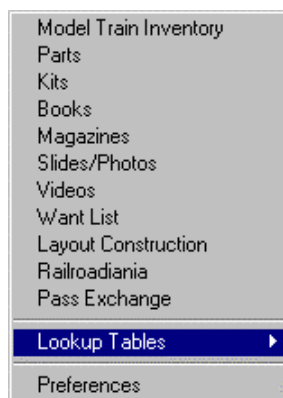 Model Train Inventory
Parts
Kits
Books
Magazines
Slides/Photos
Videos
Want List
Layout Construction
Railroadiania
Pass Exchange
Lookup Tables
Preferences